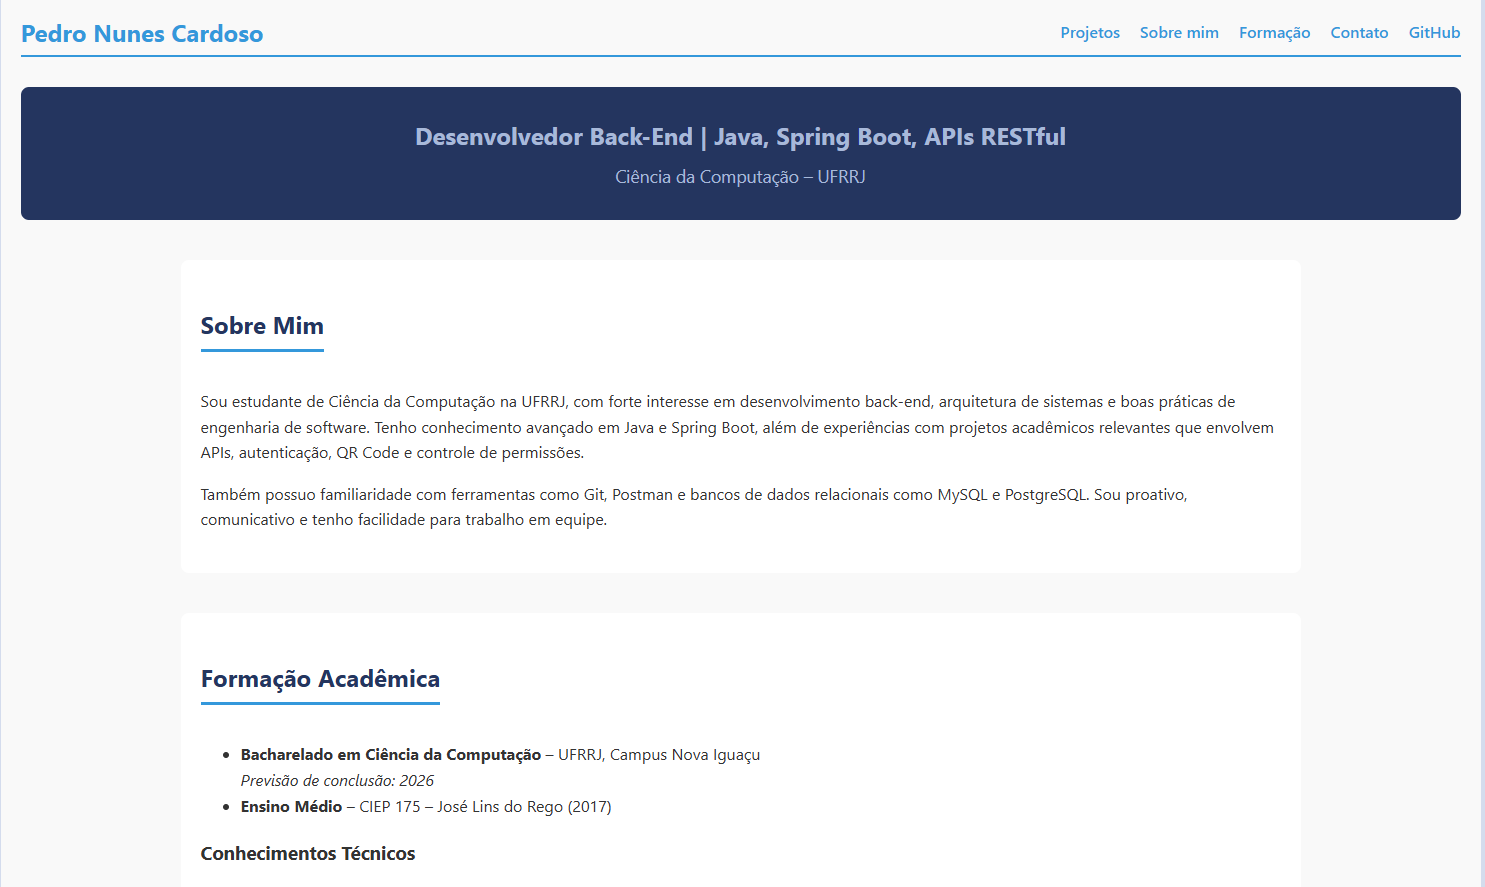 Pedro Nunes Cardoso
Projetos Sobre mim Formação Contato GitHub
Desenvolvedor Back-End | Java, Spring Boot, APIs RESTful
Ciência da Computação – UFRRJ
Sobre Mim
Sou estudante de Ciência da Computação na UFRRJ, com forte interesse em desenvolvimento back-end, arquitetura de sistemas e boas práticas de
engenharia de software. Tenho conhecimento avançado em Java e Spring Boot, além de experiências com projetos acadêmicos relevantes que envolvem
APIs, autenticação, QR Code e controle de permissões.
Também possuo familiaridade com ferramentas como Git, Postman e bancos de dados relacionais como MySQL e PostgreSQL. Sou proativo,
comunicativo e tenho facilidade para trabalho em equipe.
Formação Acadêmica
• Bacharelado em Ciência da Computação – UFRRJ, Campus Nova Iguaçu
Previsão de conclusão: 2026
• Ensino Médio – CIEP 175 – José Lins do Rego (2017)
Conhecimentos Técnicos